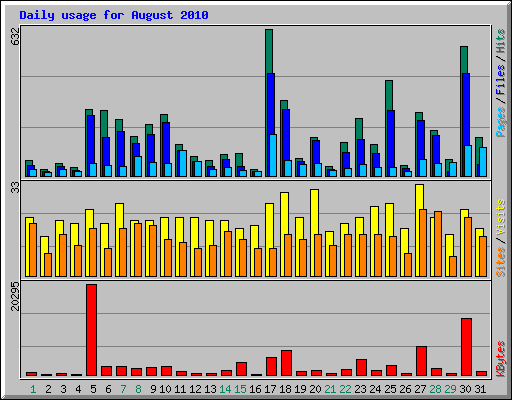 Daily usage for August 2010
632
Pages / Files / Hits
33
Sites / Visits
20295
KBytes
1 2 3 4 5 6 7 8 9 10 11 12 13 14 15 16 17 18 19 20 21 22 23 24 25 26 27 28 29 30 31